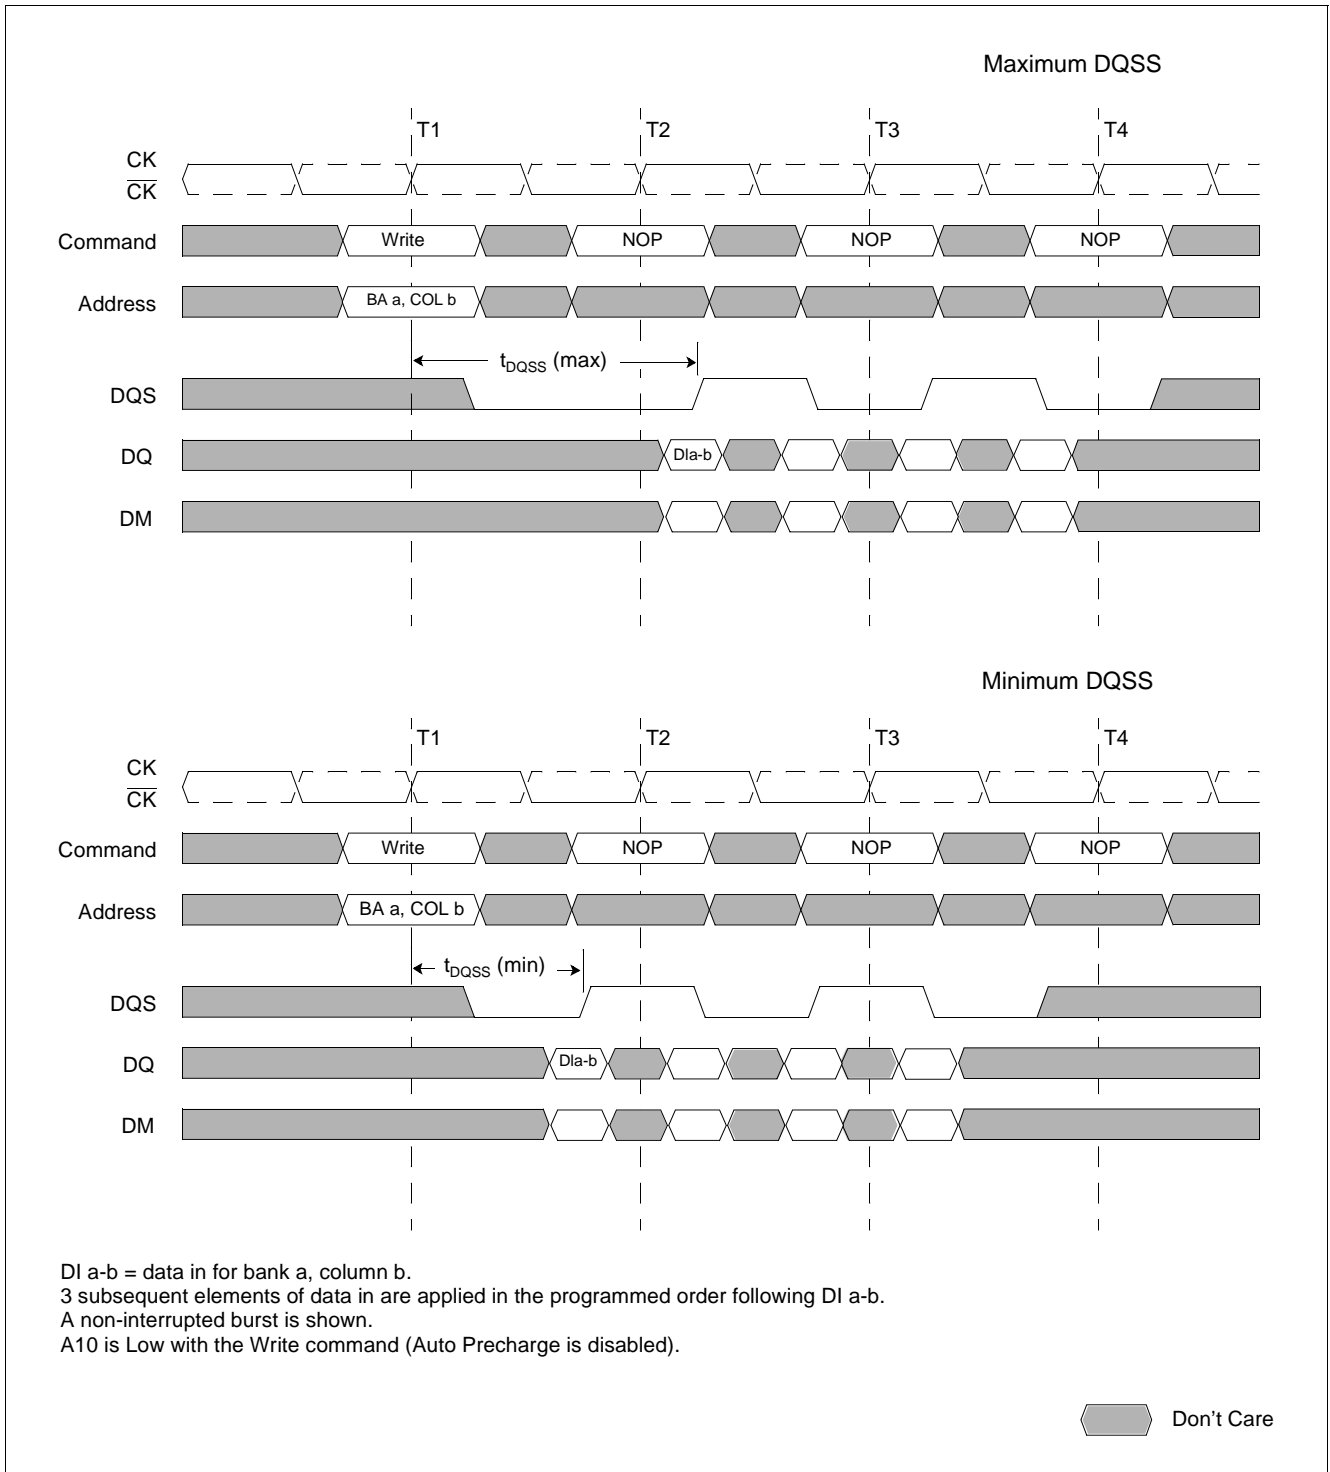 Maximum DQSS
T1 T2 T3 T4
CK
CK
Command Write NOP NOP NOP
Address BA a, COL b
tDQSS (max)
DQS
DQ DIa-b
DM
Minimum DQSS
T1 T2 T3 T4
CK
CK
Command Write NOP NOP NOP
Address BA a, COL b
tDQSS (min)
DQS
DQ DIa-b
DM
DI a-b = data in for bank a, column b.
3 subsequent elements of data in are applied in the programmed order following DI a-b.
A non-interrupted burst is shown.
A10 is Low with the Write command (Auto Precharge is disabled).
Don't Care